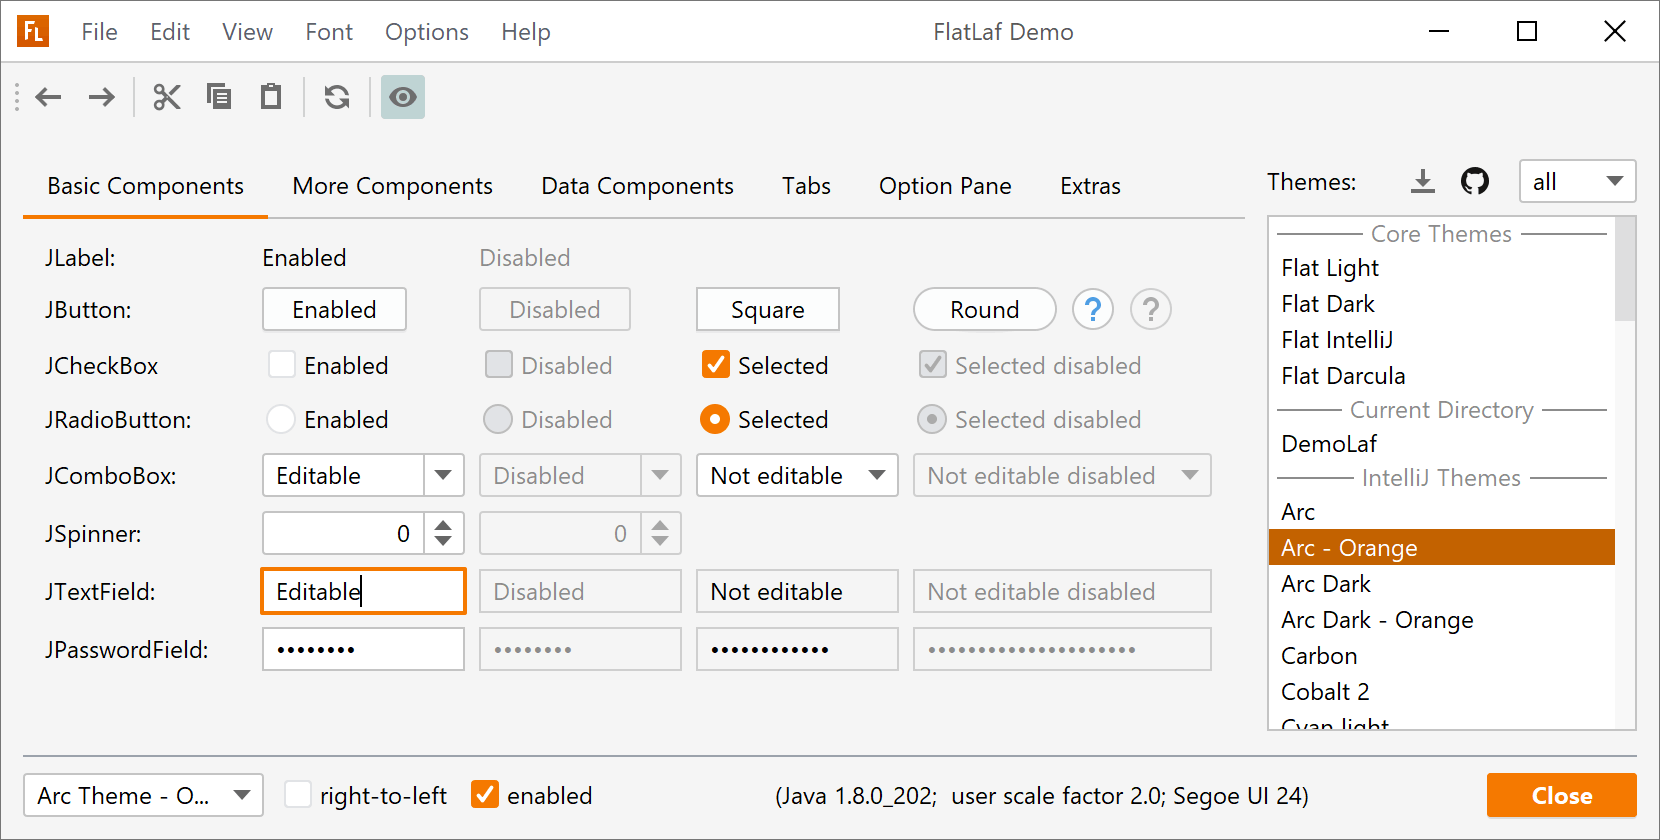 FL File Edit View Font Options Help FlatLaf Demo
Basic Components More Components Data Components Tabs Option Pane Extras
JLabel: Enabled Disabled
JButton: Enabled Disabled Square Round ? ?
JCheckBox Enabled Disabled Selected Selected disabled
JRadioButton: Enabled Disabled Selected Selected disabled
JComboBox: Editable Disabled Not editable Not editable disabled
JSpinner: 0 0
JTextField: Editable Disabled Not editable Not editable disabled
JPasswordField: •••••••• •••••••• •••••••••••• •••••••••••••••••••••
Themes: all
Core Themes
Flat Light
Flat Dark
Flat IntelliJ
Flat Darcula
Current Directory
DemoLaf
IntelliJ Themes
Arc
Arc - Orange
Arc Dark
Arc Dark - Orange
Carbon
Cobalt 2
Cyan light
Arc Theme - O... right-to-left enabled (Java 1.8.0_202; user scale factor 2.0; Segoe UI 24) Close